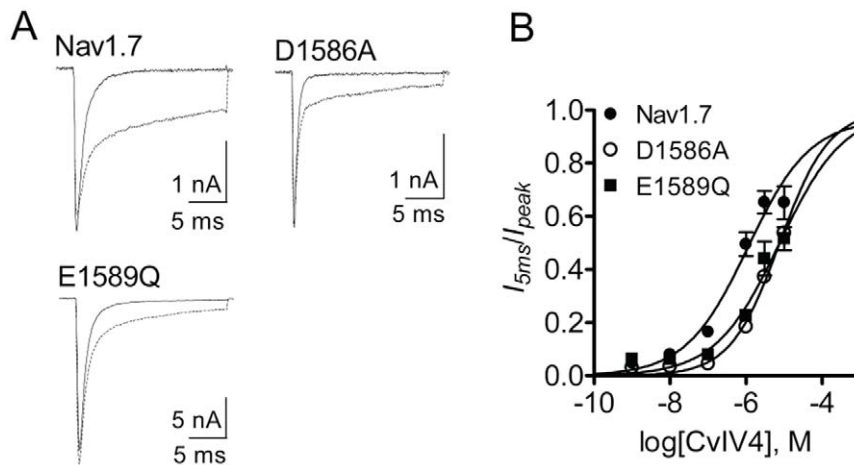 A
Nav1.7
D1586A
1 nA
5 ms
1 nA
5 ms
E1589Q
5 nA
5 ms
B
Nav1.7
D1586A
E1589Q
I5ms/Ipeak
1.0
0.8
0.6
0.4
0.2
0.0
-10
-8
-6
-4
log[CvIV4], M